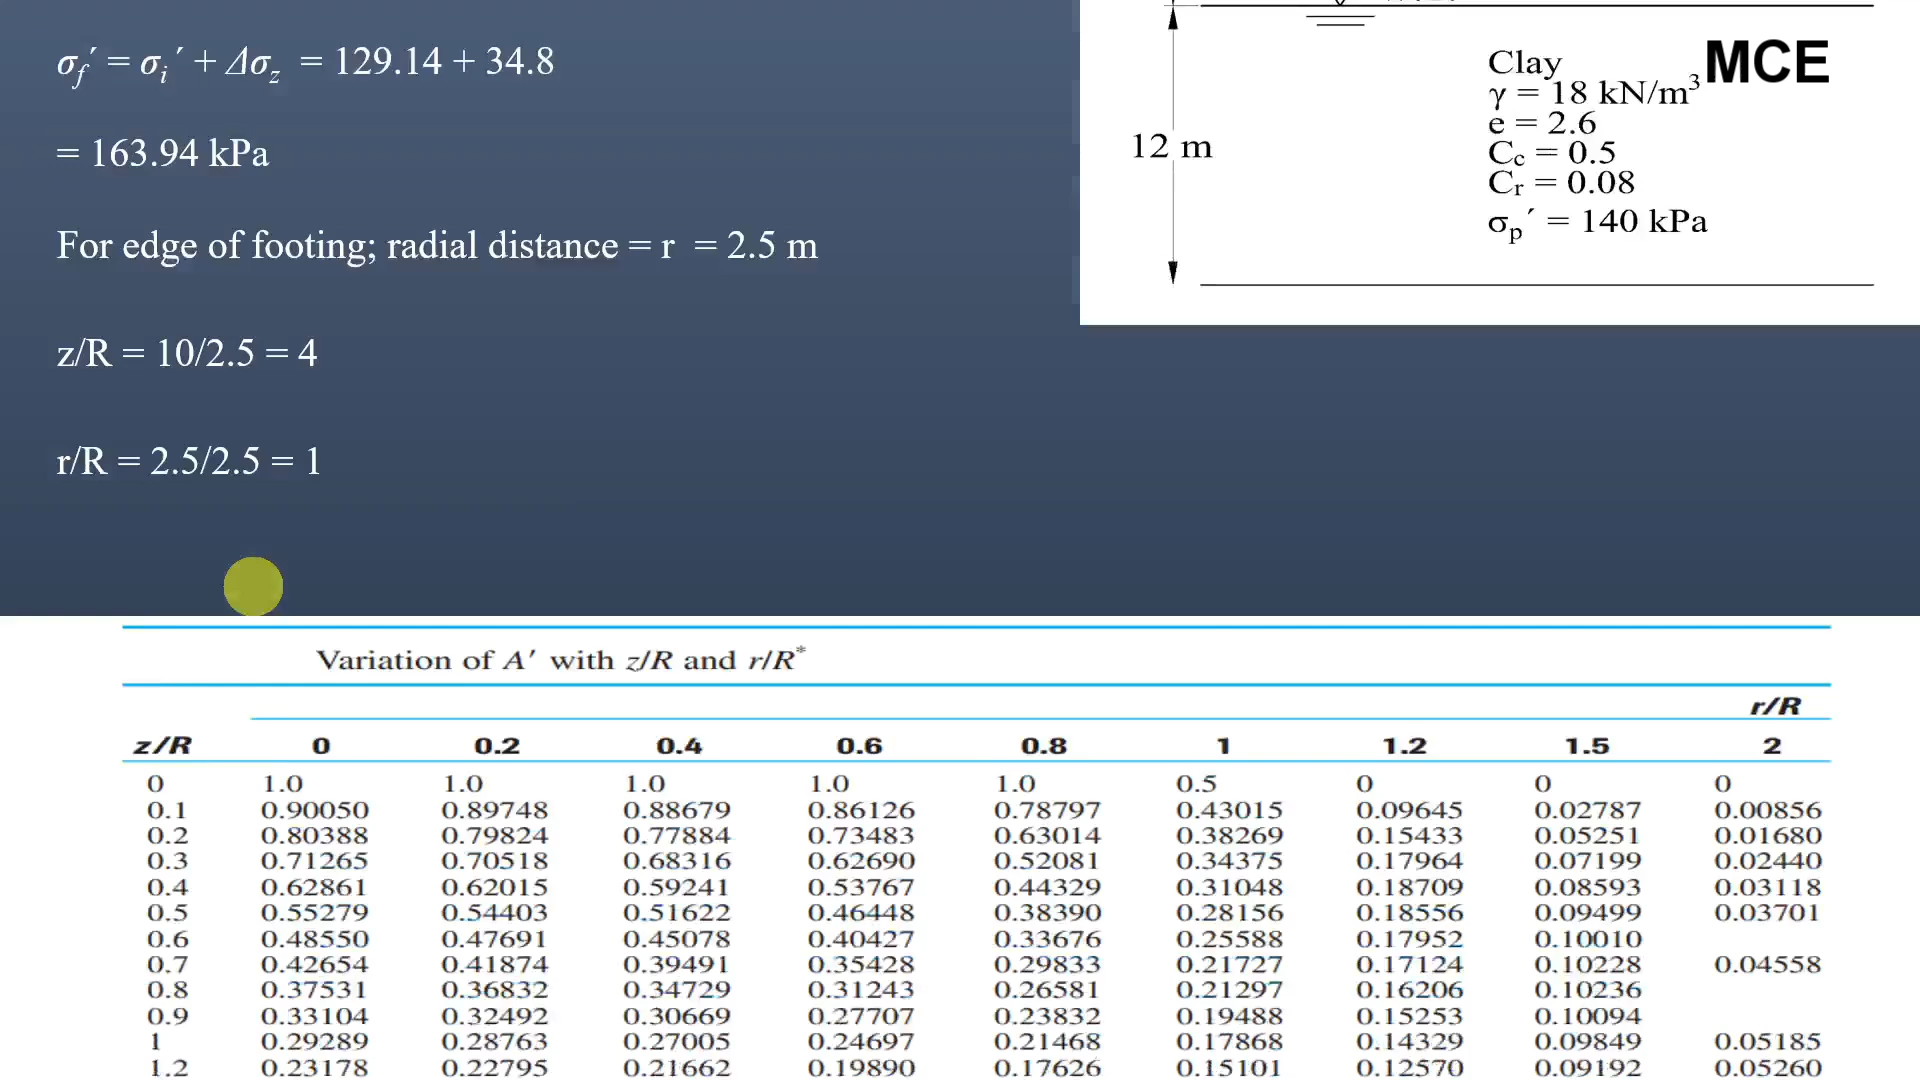 σf´ = σi´ + Δσz = 129.14 + 34.8
= 163.94 kPa
For edge of footing; radial distance = r = 2.5 m
z/R = 10/2.5 = 4
r/R = 2.5/2.5 = 1
12 m
MCE
Clay
γ = 18 kN/m³
e = 2.6
Cc = 0.5
Cr = 0.08
σp´ = 140 kPa
Variation of A′ with z/R and r/R*
r/R
z/R 0 0.2 0.4 0.6 0.8 1 1.2 1.5 2
0 1.0 1.0 1.0 1.0 1.0 0.5 0 0 0
0.1 0.90050 0.89748 0.88679 0.86126 0.78797 0.43015 0.09645 0.02787 0.00856
0.2 0.80388 0.79824 0.77884 0.73483 0.63014 0.38269 0.15433 0.05251 0.01680
0.3 0.71265 0.70518 0.68316 0.62690 0.52081 0.34375 0.17964 0.07199 0.02440
0.4 0.62861 0.62015 0.59241 0.53767 0.44329 0.31048 0.18709 0.08593 0.03118
0.5 0.55279 0.54403 0.51622 0.46448 0.38390 0.28156 0.18556 0.09499 0.03701
0.6 0.48550 0.47691 0.45078 0.40427 0.33676 0.25588 0.17952 0.10010
0.7 0.42654 0.41874 0.39491 0.35428 0.29833 0.21727 0.17124 0.10228 0.04558
0.8 0.37531 0.36832 0.34729 0.31243 0.26581 0.21297 0.16206 0.10236
0.9 0.33104 0.32492 0.30669 0.27707 0.23832 0.19488 0.15253 0.10094
1 0.29289 0.28763 0.27005 0.24697 0.21468 0.17868 0.14329 0.09849 0.05185
1.2 0.23178 0.22795 0.21662 0.19890 0.17626 0.15101 0.12570 0.09192 0.05260